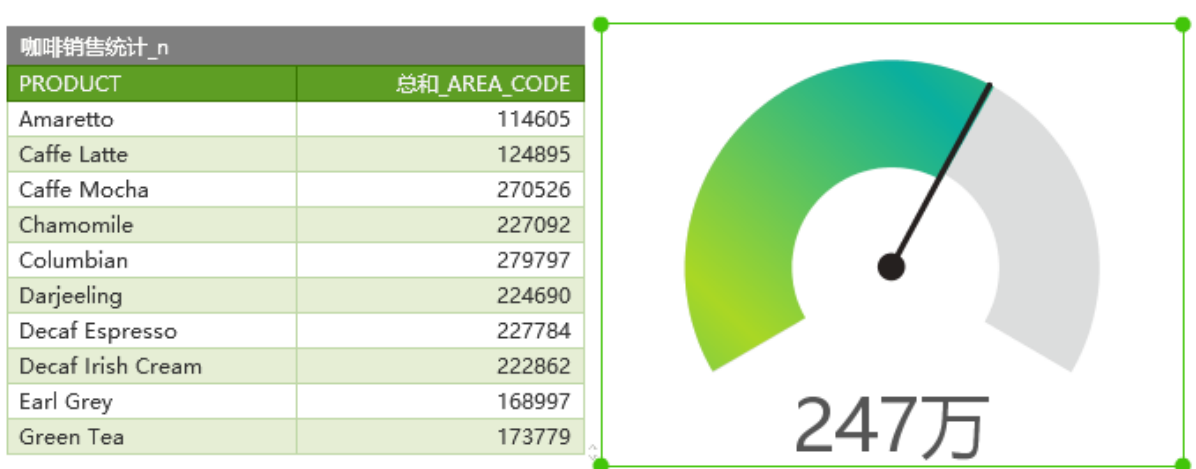 咖啡销售统计_n
PRODUCT 总和_AREA_CODE
Amaretto 114605
Caffe Latte 124895
Caffe Mocha 270526
Chamomile 227092
Columbian 279797
Darjeeling 224690
Decaf Espresso 227784
Decaf Irish Cream 222862
Earl Grey 168997
Green Tea 173779
247万